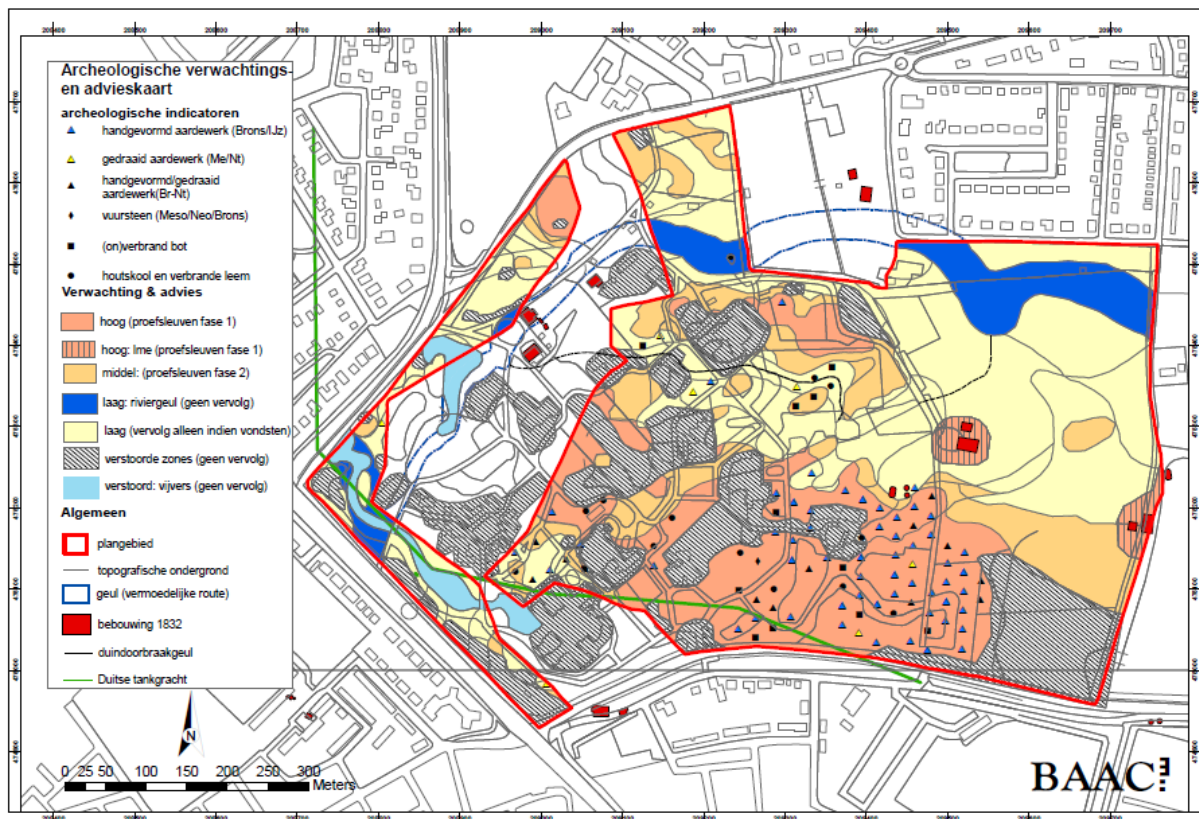 Archeologische verwachtings-
en advieskaart
archeologische indicatoren
handgevormd aardewerk (Brons/IJz)
gedraaid aardewerk (Me/Nt)
handgevormd/gedraaid
aardewerk(Br-Nt)
vuursteen (Meso/Neo/Brons)
(on)verbrand bot
houtskool en verbrande leem
Verwachting & advies
hoog (proefsleuven fase 1)
hoog: lme (proefsleuven fase 1)
middel: (proefsleuven fase 2)
laag: riviergeul (geen vervolg)
laag (vervolg alleen indien vondsten)
verstoorde zones (geen vervolg)
verstoord: vijvers (geen vervolg)
Algemeen
plangebied
topografische ondergrond
geul (vermoedelijke route)
bebouwing 1832
duindoorbraakgeul
Duitse tankgracht
N
0 25 50 100 150 200 250 300
Meters
BAAC